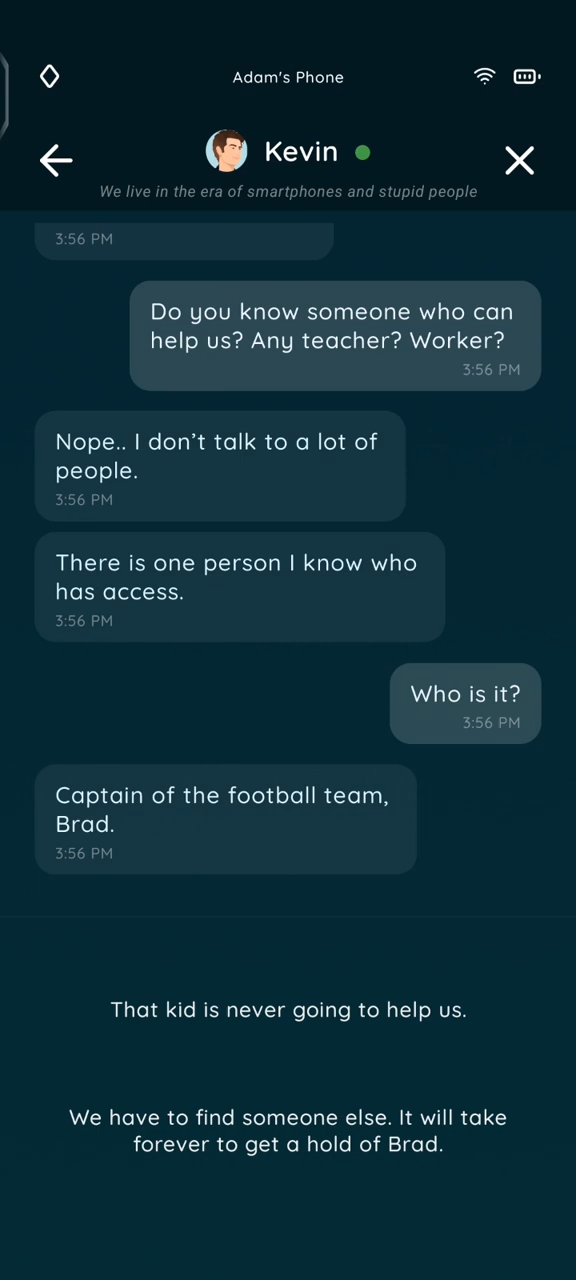 Adam's Phone
Kevin
We live in the era of smartphones and stupid people
3:56 PM
Do you know someone who can
help us? Any teacher? Worker?
3:56 PM
Nope.. I don’t talk to a lot of
people.
3:56 PM
There is one person I know who
has access.
3:56 PM
Who is it?
3:56 PM
Captain of the football team,
Brad.
3:56 PM
That kid is never going to help us.
We have to find someone else. It will take
forever to get a hold of Brad.